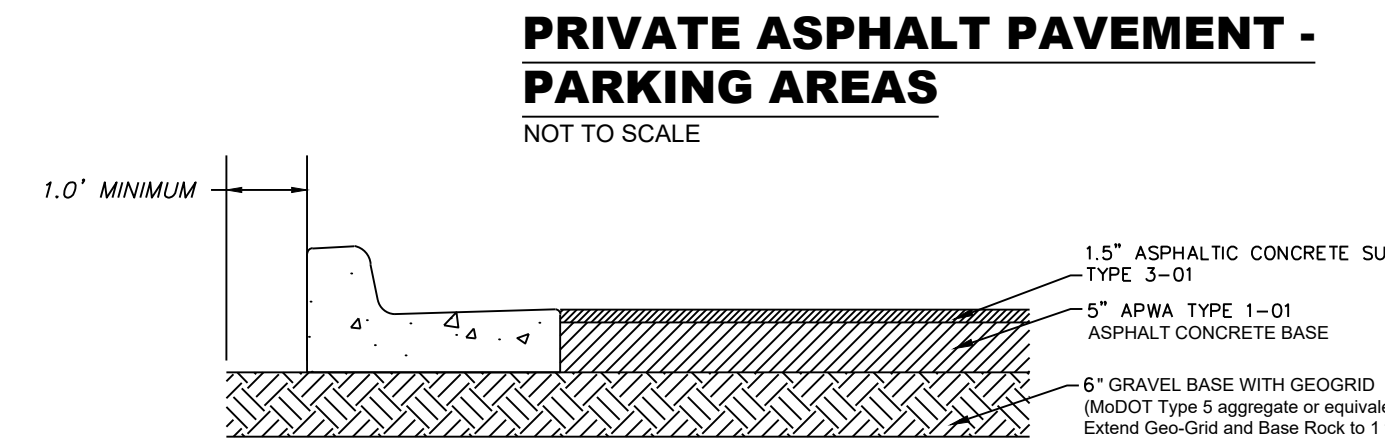 PRIVATE ASPHALT PAVEMENT -
PARKING AREAS
NOT TO SCALE
1.0' MINIMUM
1.5" ASPHALTIC CONCRETE
TYPE 3-01
5" APWA TYPE 1-01
ASPHALT CONCRETE BASE
6" GRAVEL BASE WITH GEOGRID
(MoDOT Type 5 aggregate or
Extend Geo-Grid and Base Rock to 1